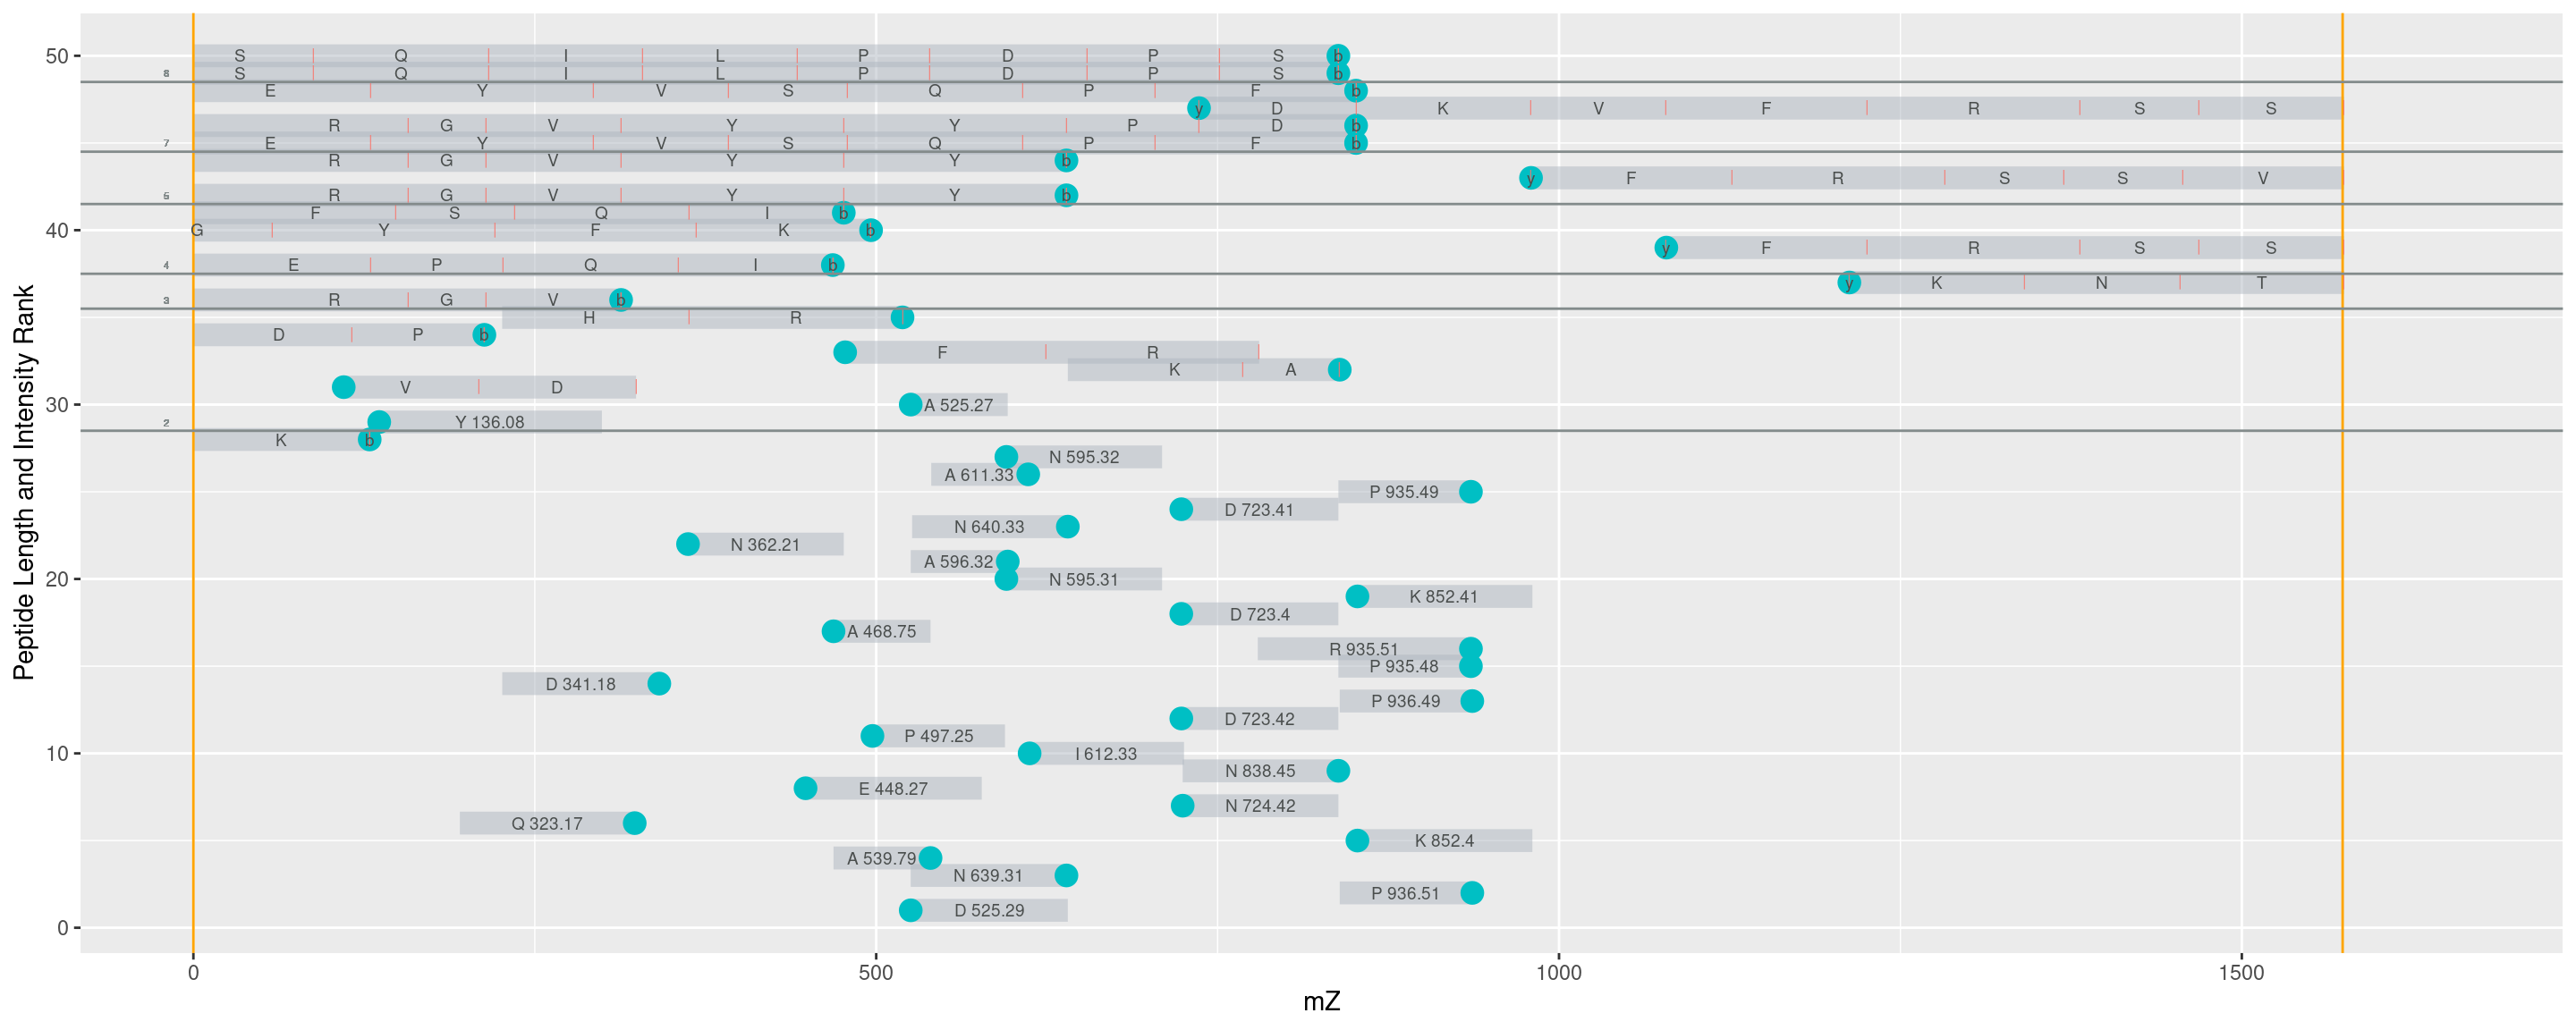 50
S Q I L P D P S b
8
S Q I L P D P S b
E Y V S Q P F b
y D K V F R S S
R G V Y Y P D b
7
E Y V S Q P F b
R G V Y Y b
y F R S S V
5
R G V Y Y b
F S Q I b
40
G Y F K b
y F R S S
4
E P Q I b
y K N T
3
R G V b
H R
D P b
F R
K A
V D
30
A 525.27
2
Y 136.08
K b
N 595.32
A 611.33
P 935.49
D 723.41
N 640.33
N 362.21
A 596.32
20
N 595.31
K 852.41
D 723.4
A 468.75
R 935.51
P 935.48
D 341.18
P 936.49
D 723.42
P 497.25
10
I 612.33
N 838.45
E 448.27
N 724.42
Q 323.17
K 852.4
A 539.79
N 639.31
P 936.51
D 525.29
0
0 500 1000 1500
mZ
Peptide Length and Intensity Rank